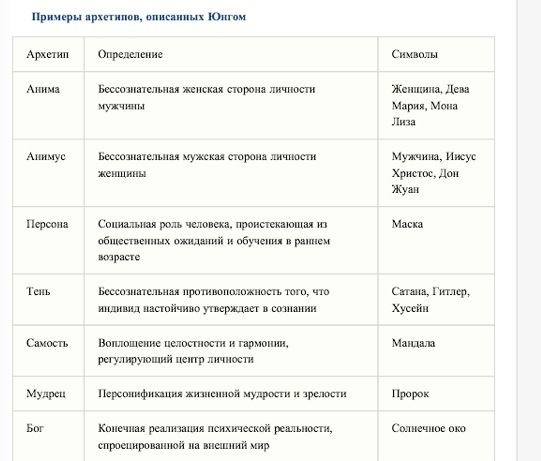 Примеры архетипов, описанных Юнгом
Архетип Определение Символы
Анима Бессознательная женская сторона личности Женщина, Дева
мужчины Мария, Мона
Лиза
Анимус Бессознательная мужская сторона личности Мужчина, Иисус
женщины Христос, Дон
Жуан
Персона Социальная роль человека, проистекающая из Маска
общественных ожиданий и обучения в раннем
возрасте
Тень Бессознательная противоположность того, что Сатана, Гитлер,
индивид настойчиво утверждает в сознании Хусейн
Самость Воплощение целостности и гармонии, Мандала
регулирующий центр личности
Мудрец Персонификация жизненной мудрости и зрелости Пророк
Бог Конечная реализация психической реальности, Солнечное око
спроецированной на внешний мир